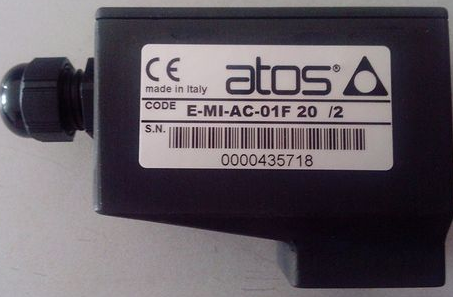 CE atos®
made in Italy
CODE E-MI-AC-01F 20 /2
S.N.
0000435718